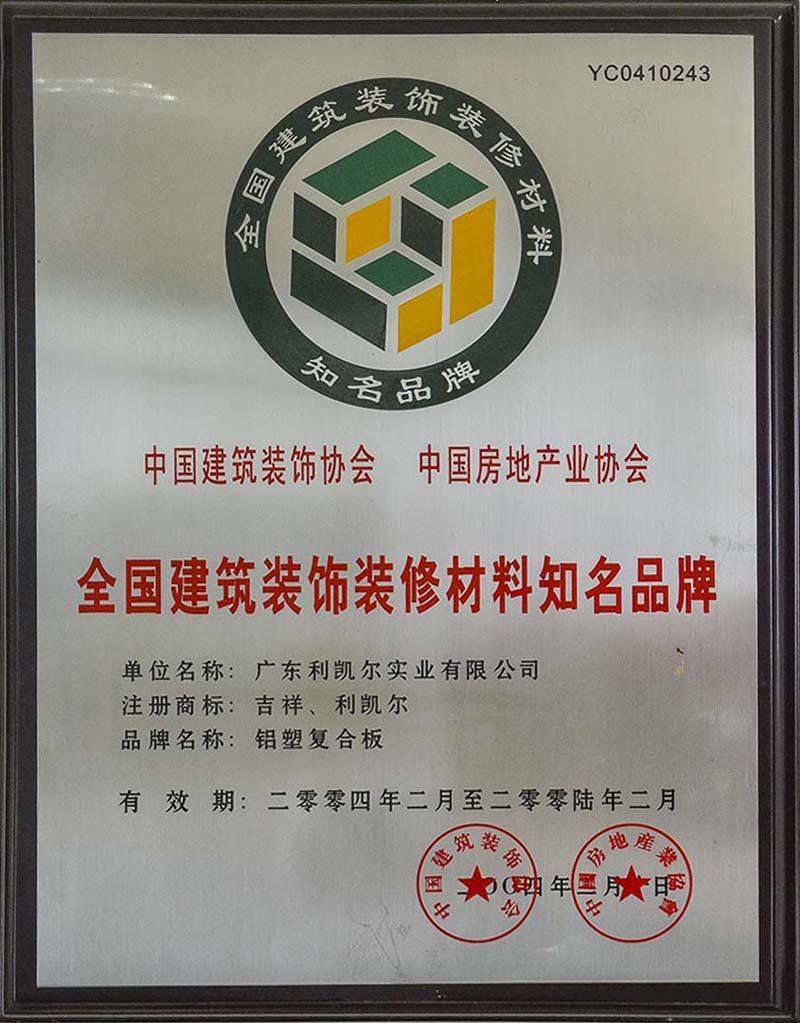 YC0410243
全国建筑装饰装修材料
知名品牌
中国建筑装饰协会 中国房地产业协会
全国建筑装饰装修材料知名品牌
单位名称：广东利凯尔实业有限公司
注册商标：吉祥、利凯尔
品牌名称：铝塑复合板
有效期：二零零四年二月至二零零陆年二月
中国建筑装饰协会
中國房地産業協會